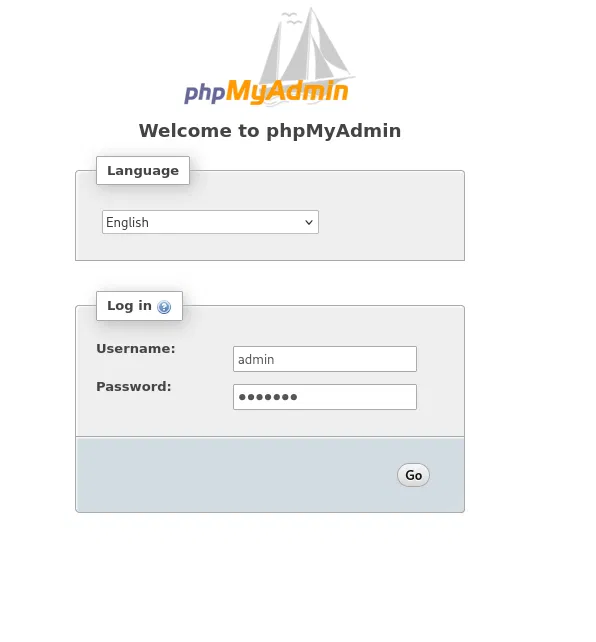 phpMyAdmin
Welcome to phpMyAdmin
Language
English
Log in
Username:
admin
Password:
•••••••
Go